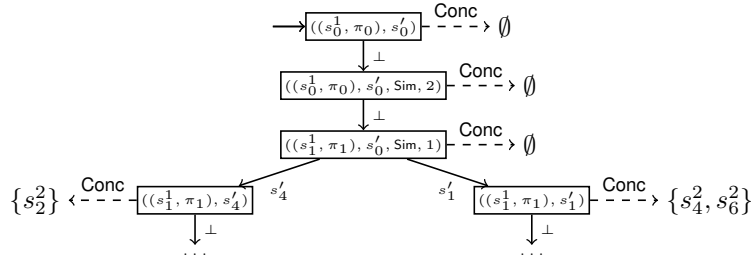 ((s_0^1, π_0), s_0′) Conc ∅
⊥
((s_0^1, π_0), s_0′, Sim, 2) Conc ∅
⊥
((s_1^1, π_1), s_0′, Sim, 1) Conc ∅
s_4′ s_1′
{s_2^2} Conc ((s_1^1, π_1), s_4′) ((s_1^1, π_1), s_1′) Conc {s_4^2, s_6^2}
⊥ ⊥
... ...